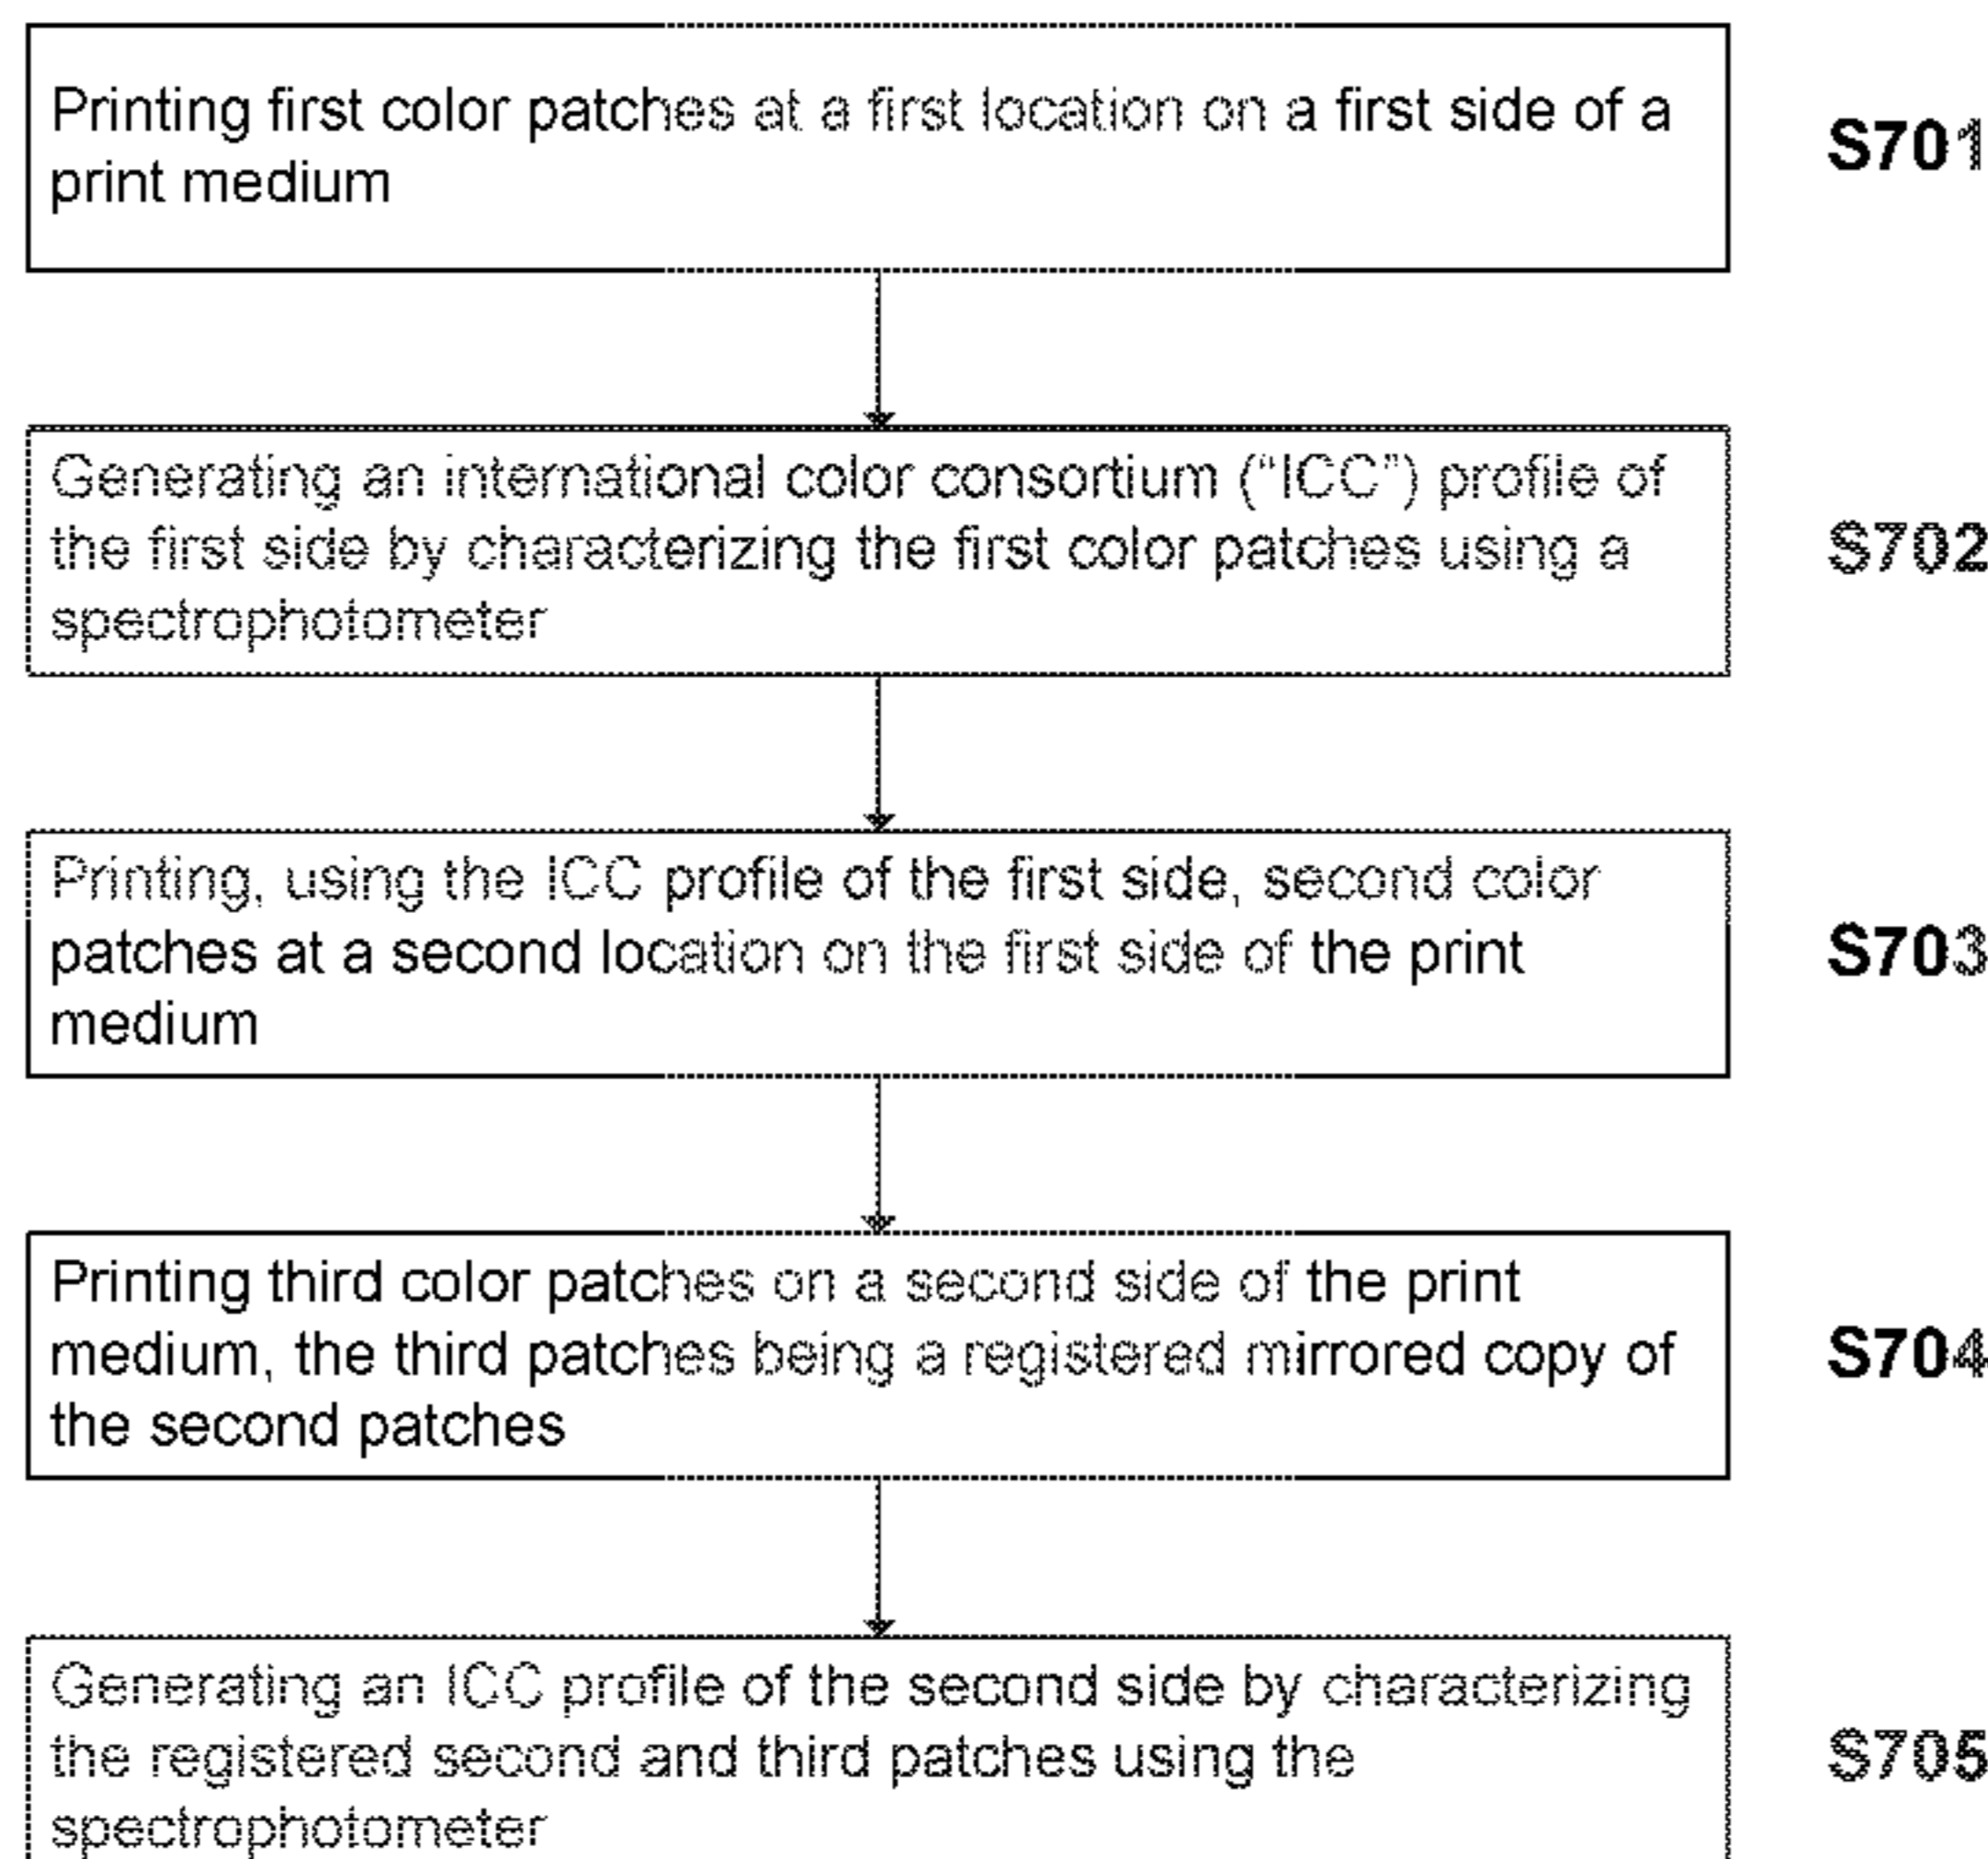 Printing first color patches at a first location on a first side of a
print medium
S701
Generating an international color consortium (“ICC”) profile of
the first side by characterizing the first color patches using a
spectrophotometer
S702
Printing, using the ICC profile of the first side, second color
patches at a second location on the first side of the print
medium
S703
Printing third color patches on a second side of the print
medium, the third patches being a registered mirrored copy of
the second patches
S704
Generating an ICC profile of the second side by characterizing
the registered second and third patches using the
spectrophotometer
S705